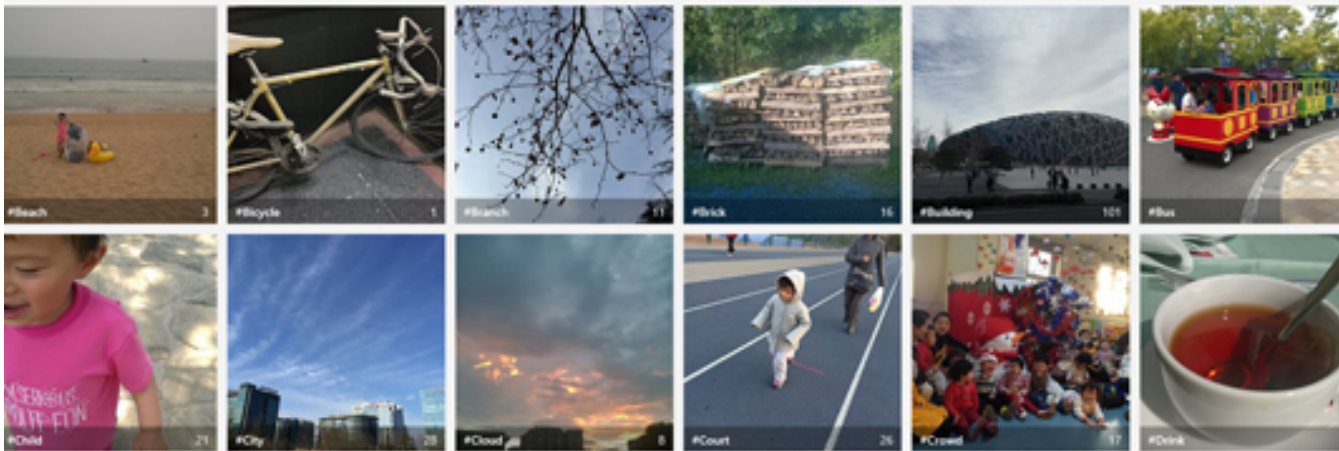 #Beach 3
#Bicycle 1
#Branch 11
#Brick 16
#Building 101
#Bus
#Child 21
#City 28
#Cloud 8
#Court 26
#Crowd 17
#Drink